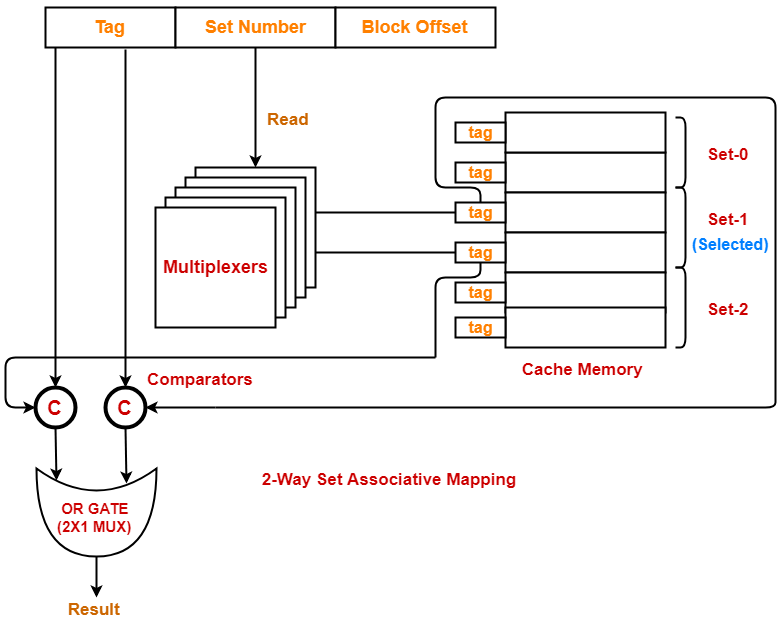 Tag Set Number Block Offset
Read
tag
tag
tag
tag
tag
tag
Set-0
Set-1
(Selected)
Set-2
Multiplexers
Cache Memory
Comparators
C C
2-Way Set Associative Mapping
OR GATE
(2X1 MUX)
Result